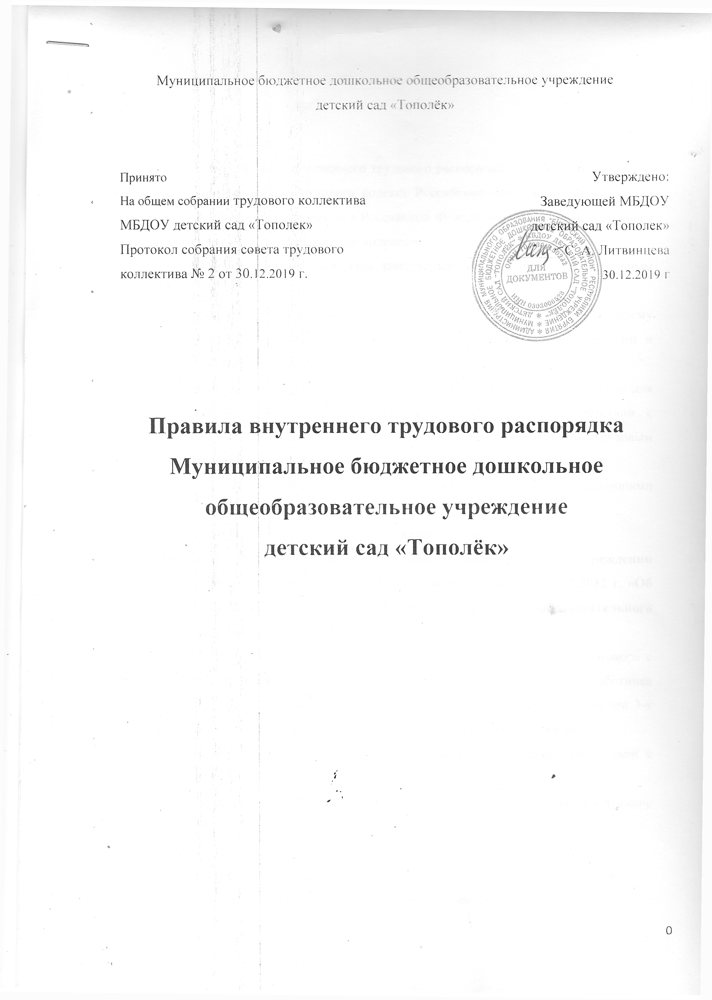 Муниципальное бюджетное дошкольное общеобразовательное учреждение
детский сад «Тополёк»
Принято
На общем собрании трудового коллектива
МБДОУ детский сад «Тополек»
Протокол собрания совета трудового
коллектива № 2 от 30.12.2019 г.
Утверждено:
Заведующей МБДОУ
детский сад «Тополек»
С. А. Литвинцева
30.12.2019 г
ДЛЯ
ДОКУМЕНТОВ
ИНН 0303006523
Правила внутреннего трудового распорядка
Муниципальное бюджетное дошкольное
общеобразовательное учреждение
детский сад «Тополёк»
0